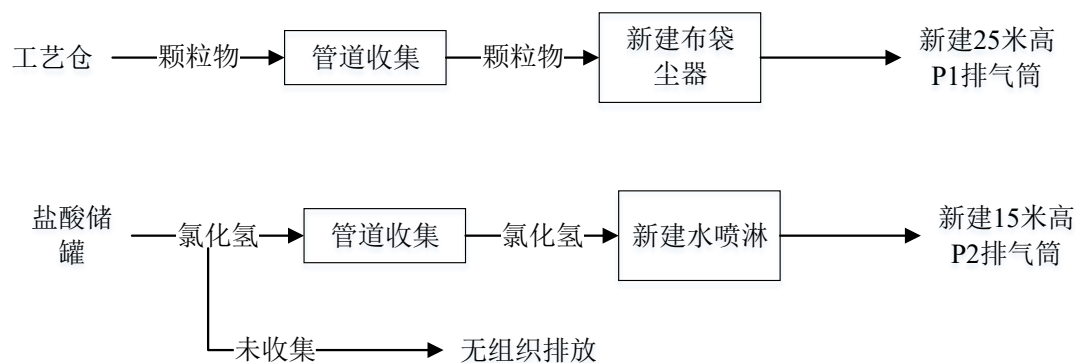 工艺仓
颗粒物
管道收集
颗粒物
新建布袋
尘器
新建25米高
P1排气筒
盐酸储
罐
氯化氢
管道收集
氯化氢
新建水喷淋
新建15米高
P2排气筒
未收集
无组织排放